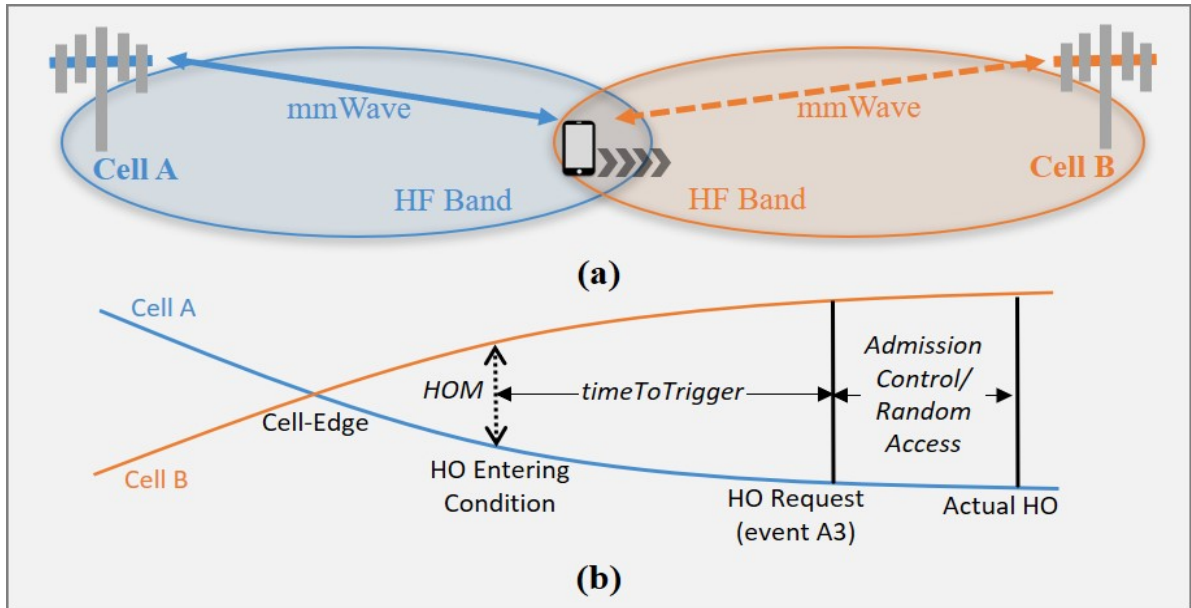 mmWave
mmWave
Cell A
Cell B
HF Band
HF Band
(a)
Cell A
Cell B
Cell-Edge
HOM
timeToTrigger
Admission
Control/
Random
Access
HO Entering
Condition
HO Request
(event A3)
Actual HO
(b)